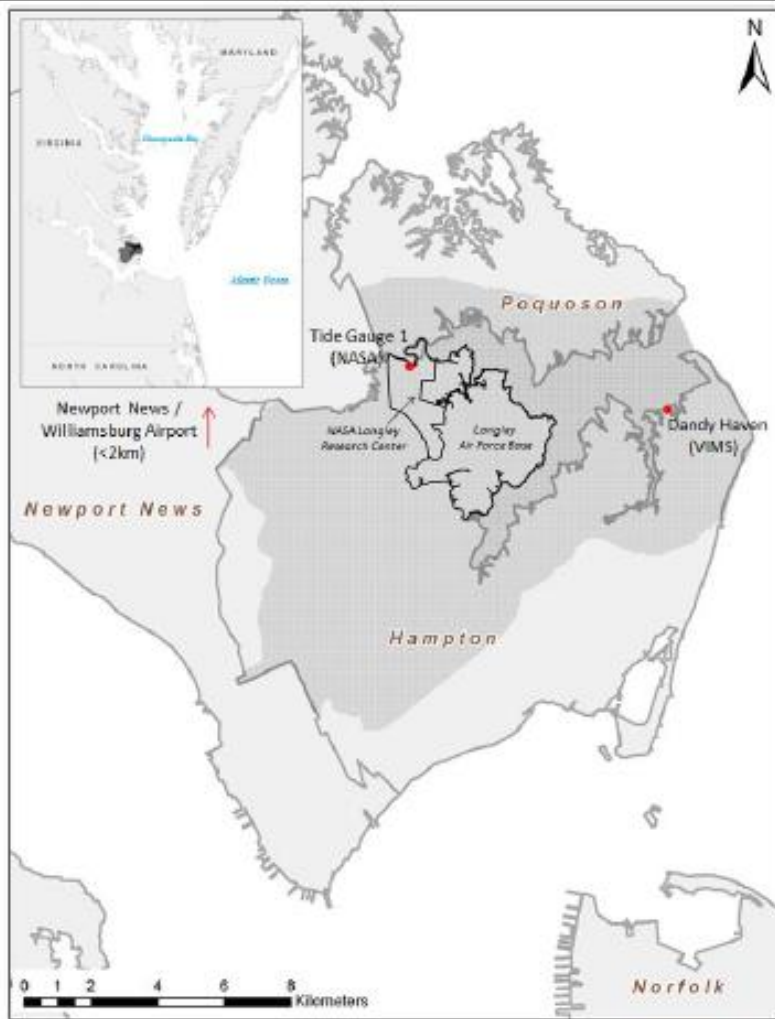 MARYLAND
Chesapeake Bay
VIRGINIA
Atlantic Ocean
NORTH CAROLINA
N
Poquoson
Tide Gauge 1
(NASA)
Newport News /
Williamsburg Airport
(<2km)
NASA Langley
Research Center
Langley
Air Force Base
Dandy Haven
(VIMS)
Newport News
Hampton
Norfolk
0 1 2 4 6 8
Kilometers